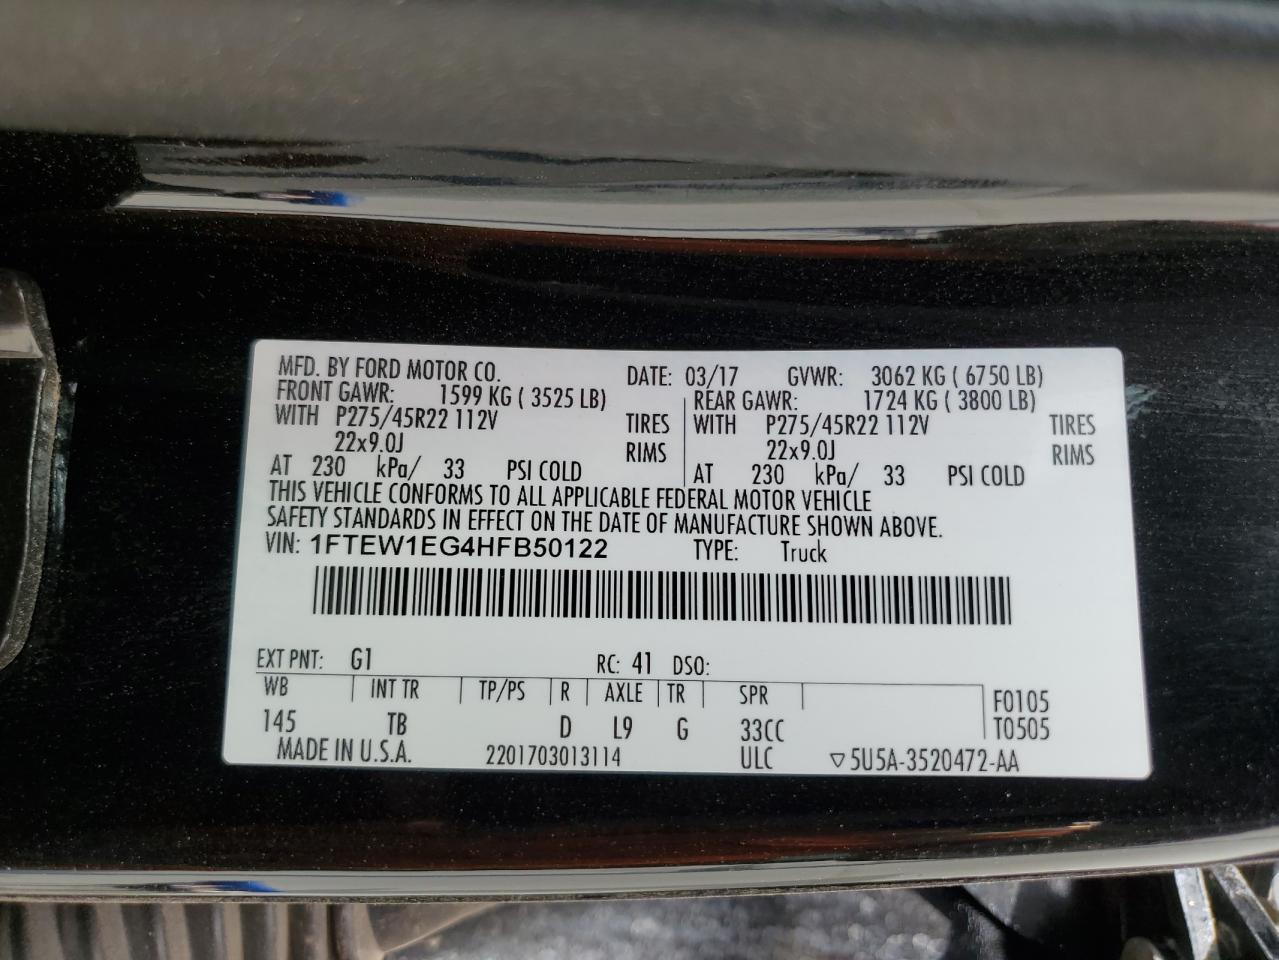 MFD. BY FORD MOTOR CO. DATE: 03/17 GVWR: 3062 KG ( 6750 LB)
FRONT GAWR: 1599 KG ( 3525 LB) REAR GAWR: 1724 KG ( 3800 LB)
WITH P275/45R22 112V TIRES WITH P275/45R22 112V TIRES
22x9.0J RIMS 22x9.0J RIMS
AT 230 kPa/ 33 PSI COLD AT 230 kPa/ 33 PSI COLD
THIS VEHICLE CONFORMS TO ALL APPLICABLE FEDERAL MOTOR VEHICLE
SAFETY STANDARDS IN EFFECT ON THE DATE OF MANUFACTURE SHOWN ABOVE.
VIN: 1FTEW1EG4HFB50122 TYPE: Truck
EXT PNT: G1 RC: 41 DSO:
WB INT TR TP/PS R AXLE TR SPR F0105
145 TB D L9 G 33CC T0505
MADE IN U.S.A. 2201703013114 ULC ▽5U5A-3520472-AA